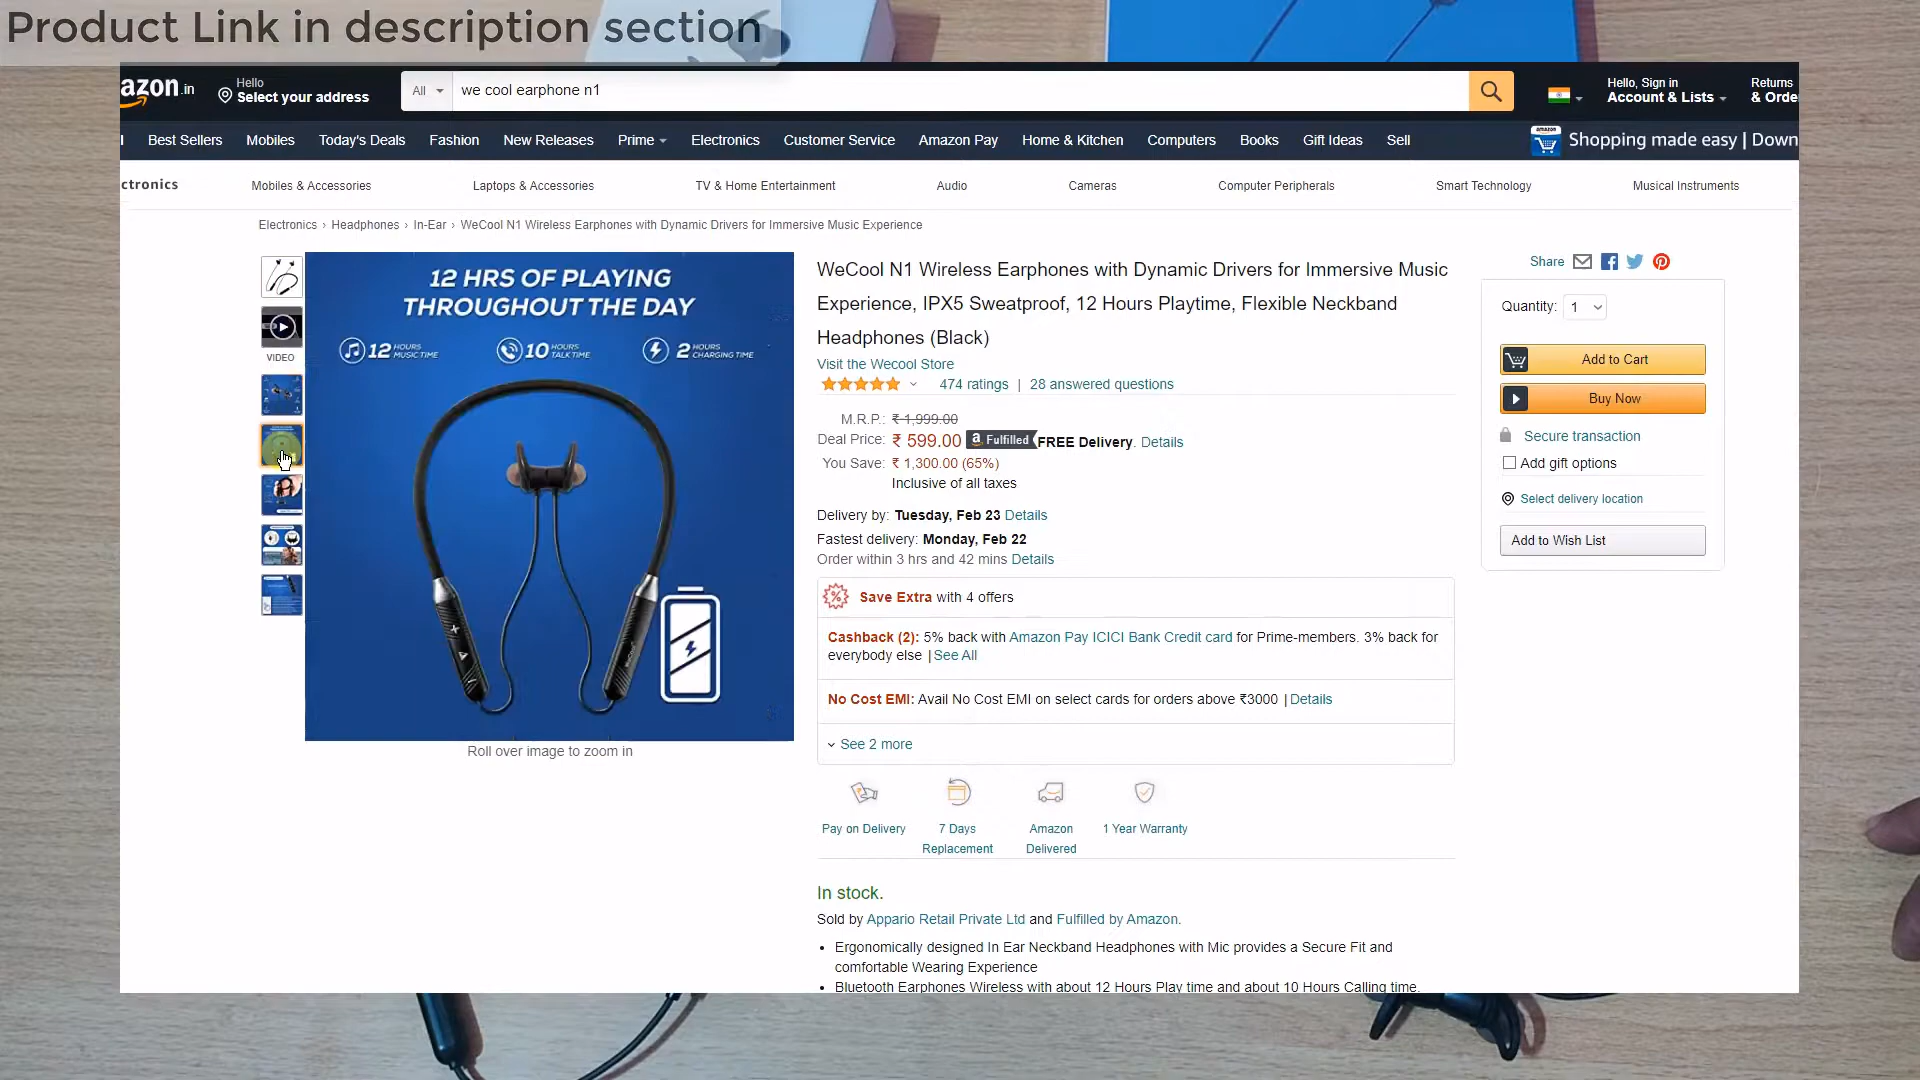 Product Link in description section
azon.in
Hello
Select your address
All
we cool earphone n1
Hello, Sign in
Account & Lists
Returns
& Orde
l
Best Sellers
Mobiles
Today's Deals
Fashion
New Releases
Prime
Electronics
Customer Service
Amazon Pay
Home & Kitchen
Computers
Books
Gift Ideas
Sell
Shopping made easy | Down
ctronics
Mobiles & Accessories
Laptops & Accessories
TV & Home Entertainment
Audio
Cameras
Computer Peripherals
Smart Technology
Musical Instruments
Electronics › Headphones › In-Ear › WeCool N1 Wireless Earphones with Dynamic Drivers for Immersive Music Experience
VIDEO
12 HRS OF PLAYING
THROUGHOUT THE DAY
12 HOURS MUSIC TIME
10 HOURS TALK TIME
2 HOURS CHARGING TIME
Roll over image to zoom in
WeCool N1 Wireless Earphones with Dynamic Drivers for Immersive Music
Experience, IPX5 Sweatproof, 12 Hours Playtime, Flexible Neckband
Headphones (Black)
Visit the Wecool Store
474 ratings | 28 answered questions
M.R.P.: ₹ 1,999.00
Deal Price: ₹ 599.00 a Fulfilled FREE Delivery. Details
You Save: ₹ 1,300.00 (65%)
Inclusive of all taxes
Delivery by: Tuesday, Feb 23 Details
Fastest delivery: Monday, Feb 22
Order within 3 hrs and 42 mins Details
Save Extra with 4 offers
Cashback (2): 5% back with Amazon Pay ICICI Bank Credit card for Prime-members. 3% back for
everybody else | See All
No Cost EMI: Avail No Cost EMI on select cards for orders above ₹3000 | Details
See 2 more
Pay on Delivery
7 Days
Replacement
Amazon
Delivered
1 Year Warranty
In stock.
Sold by Appario Retail Private Ltd and Fulfilled by Amazon.
• Ergonomically designed In Ear Neckband Headphones with Mic provides a Secure Fit and
comfortable Wearing Experience
• Bluetooth Earphones Wireless with about 12 Hours Play time and about 10 Hours Calling time.
Share
Quantity: 1
Add to Cart
Buy Now
Secure transaction
Add gift options
Select delivery location
Add to Wish List